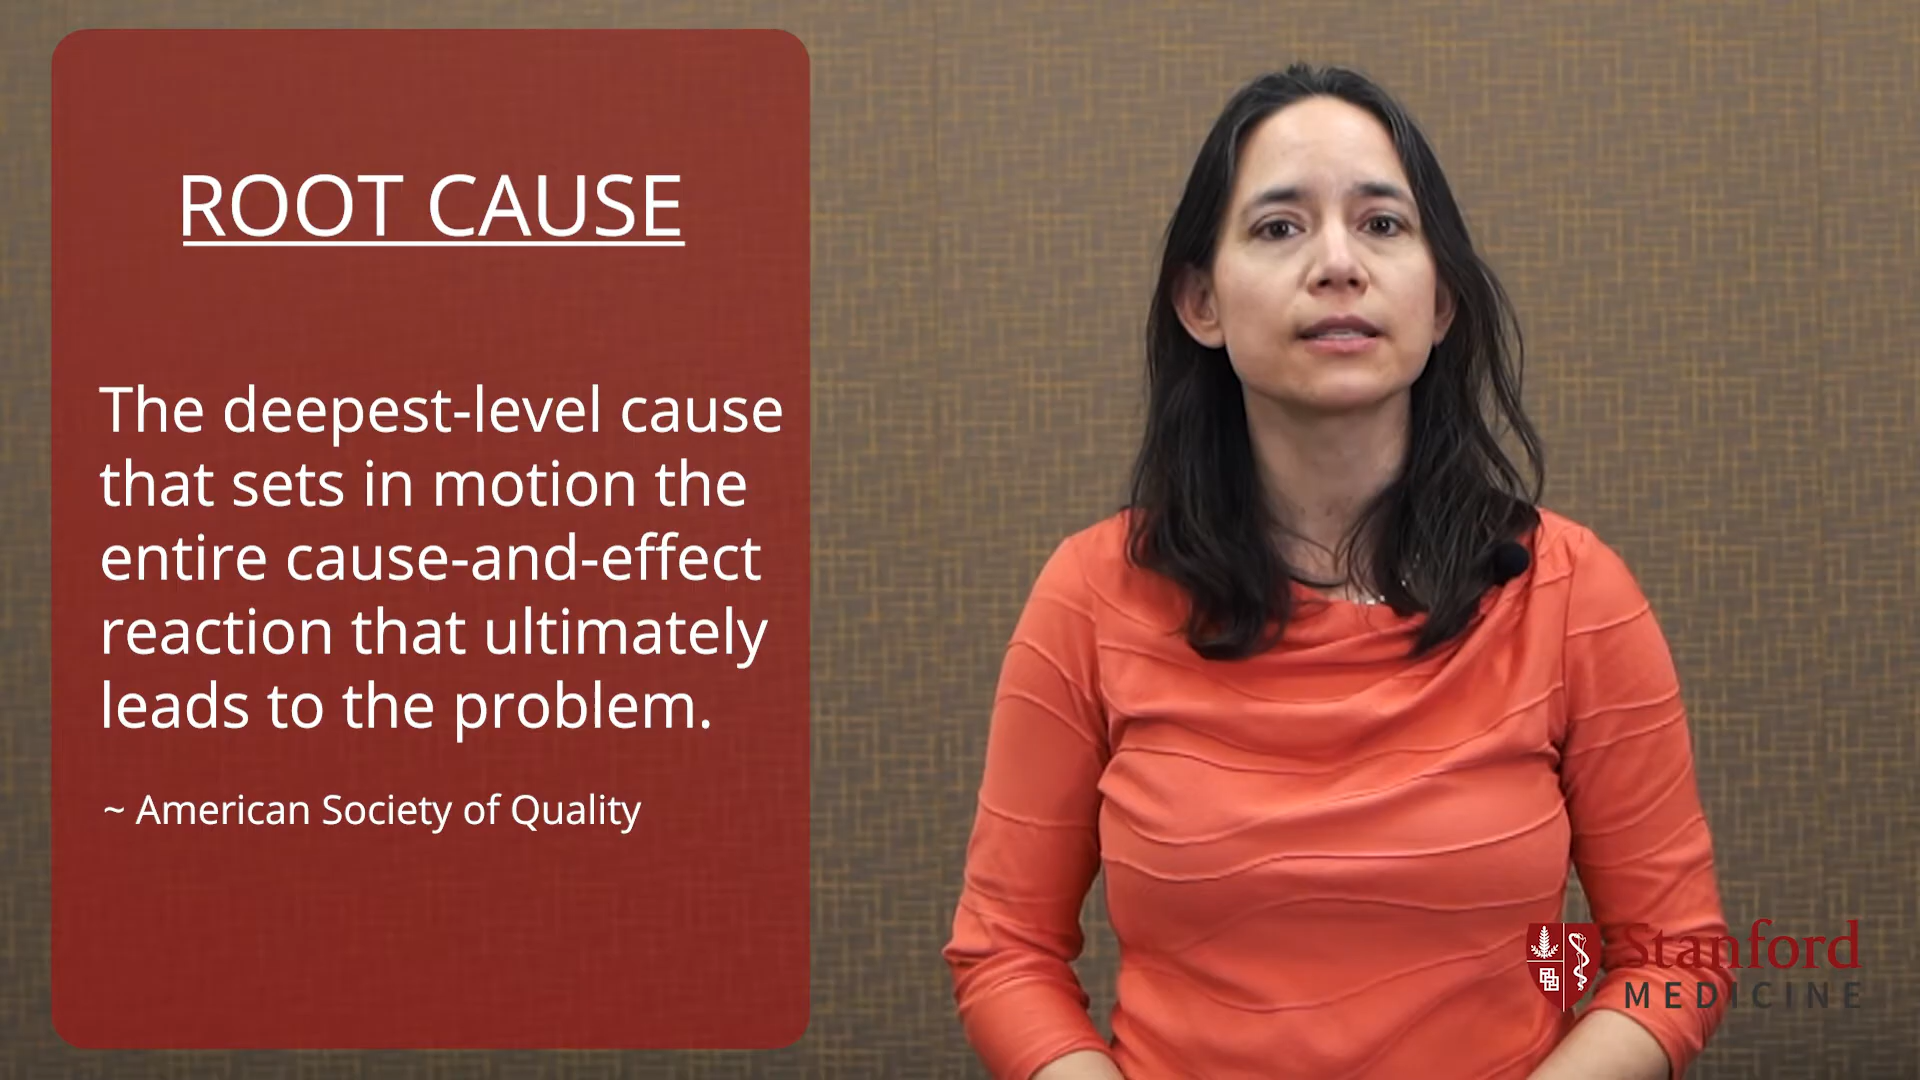 ROOT CAUSE
The deepest-level cause
that sets in motion the
entire cause-and-effect
reaction that ultimately
leads to the problem.
~ American Society of Quality
Stanford
MEDICINE